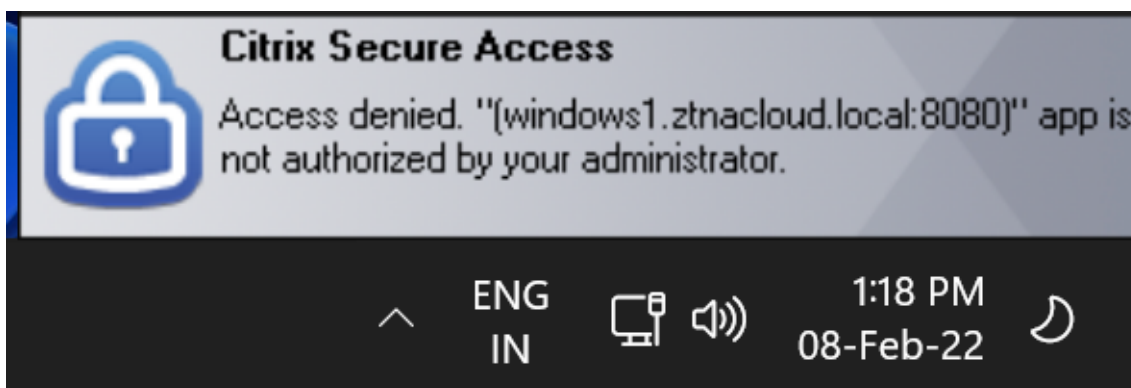 Citrix Secure Access
Access denied. "(windows1.ztnacloud.local:8080)" app is
not authorized by your administrator.
ENG
IN
1:18 PM
08-Feb-22